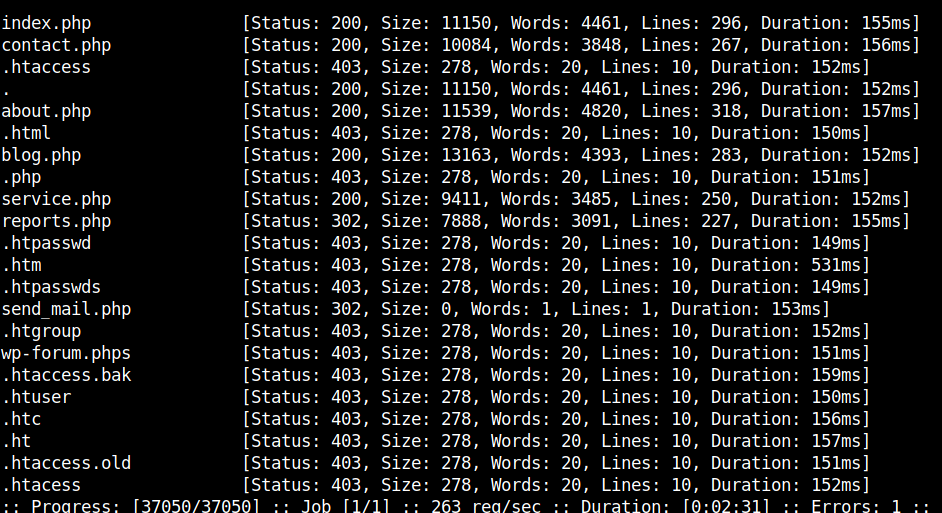 index.php [Status: 200, Size: 11150, Words: 4461, Lines: 296, Duration: 155ms]
contact.php [Status: 200, Size: 10084, Words: 3848, Lines: 267, Duration: 156ms]
.htaccess [Status: 403, Size: 278, Words: 20, Lines: 10, Duration: 152ms]
. [Status: 200, Size: 11150, Words: 4461, Lines: 296, Duration: 152ms]
about.php [Status: 200, Size: 11539, Words: 4820, Lines: 318, Duration: 157ms]
.html [Status: 403, Size: 278, Words: 20, Lines: 10, Duration: 150ms]
blog.php [Status: 200, Size: 13163, Words: 4393, Lines: 283, Duration: 152ms]
.php [Status: 403, Size: 278, Words: 20, Lines: 10, Duration: 151ms]
service.php [Status: 200, Size: 9411, Words: 3485, Lines: 250, Duration: 152ms]
reports.php [Status: 302, Size: 7888, Words: 3091, Lines: 227, Duration: 155ms]
.htpasswd [Status: 403, Size: 278, Words: 20, Lines: 10, Duration: 149ms]
.htm [Status: 403, Size: 278, Words: 20, Lines: 10, Duration: 531ms]
.htpasswds [Status: 403, Size: 278, Words: 20, Lines: 10, Duration: 149ms]
send_mail.php [Status: 302, Size: 0, Words: 1, Lines: 1, Duration: 153ms]
.htgroup [Status: 403, Size: 278, Words: 20, Lines: 10, Duration: 152ms]
wp-forum.phps [Status: 403, Size: 278, Words: 20, Lines: 10, Duration: 151ms]
.htaccess.bak [Status: 403, Size: 278, Words: 20, Lines: 10, Duration: 159ms]
.htuser [Status: 403, Size: 278, Words: 20, Lines: 10, Duration: 150ms]
.htc [Status: 403, Size: 278, Words: 20, Lines: 10, Duration: 156ms]
.ht [Status: 403, Size: 278, Words: 20, Lines: 10, Duration: 157ms]
.htaccess.old [Status: 403, Size: 278, Words: 20, Lines: 10, Duration: 151ms]
.htacess [Status: 403, Size: 278, Words: 20, Lines: 10, Duration: 152ms]
:: Progress: [37050/37050] :: Job [1/1] :: 263 req/sec :: Duration: [0:02:31] :: Errors: 1 ::